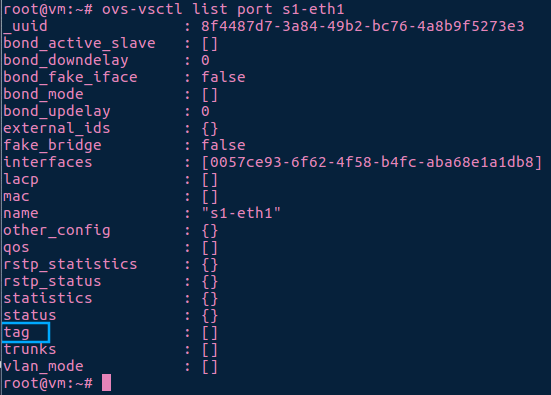 root@vm:~# ovs-vsctl list port s1-eth1
_uuid : 8f4487d7-3a84-49b2-bc76-4a8b9f5273e3
bond_active_slave : []
bond_downdelay : 0
bond_fake_iface : false
bond_mode : []
bond_updelay : 0
external_ids : {}
fake_bridge : false
interfaces : [0057ce93-6f62-4f58-b4fc-aba68e1a1db8]
lacp : []
mac : []
name : "s1-eth1"
other_config : {}
qos : []
rstp_statistics : {}
rstp_status : {}
statistics : {}
status : {}
tag : []
trunks : []
vlan_mode : []
root@vm:~#